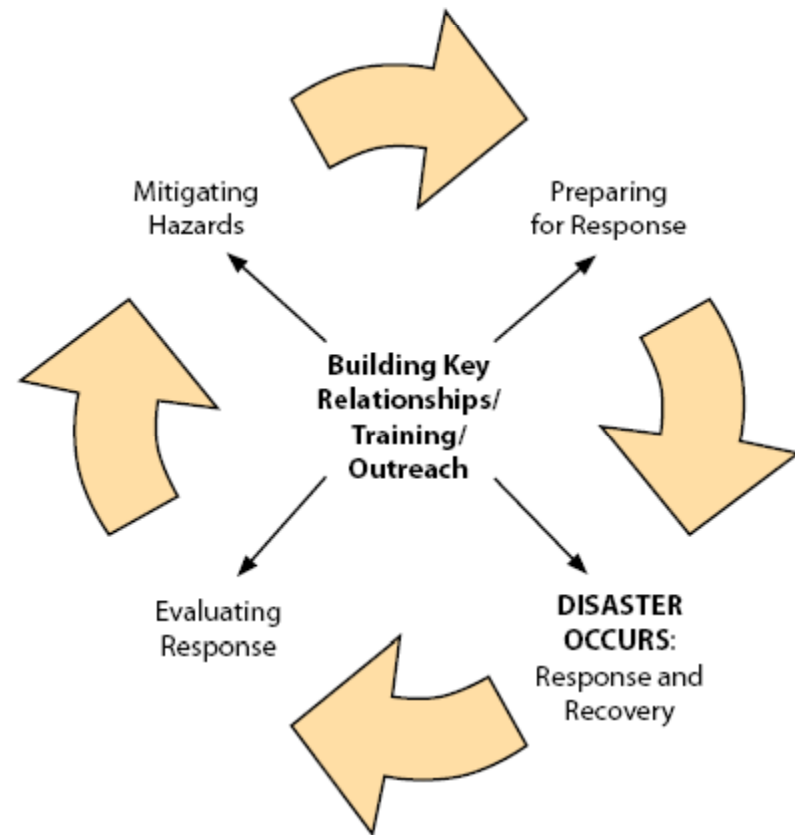 Mitigating
Hazards
Preparing
for Response
Building Key
Relationships/
Training/
Outreach
Evaluating
Response
DISASTER
OCCURS:
Response and
Recovery